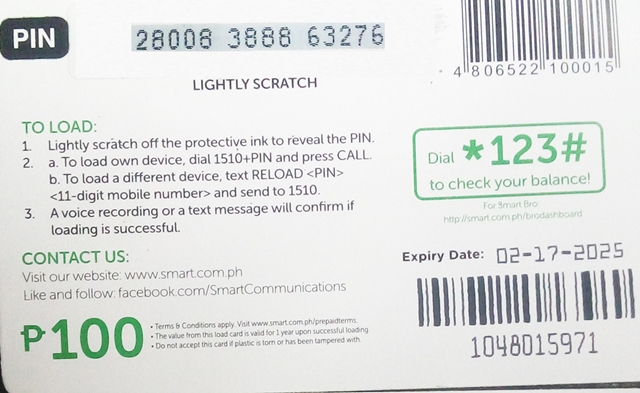 PIN
28008 3888 63276
4 806522 100015
LIGHTLY SCRATCH
TO LOAD:
1. Lightly scratch off the protective ink to reveal the PIN.
2. a. To load own device, dial 1510+PIN and press CALL.
b. To load a different device, text RELOAD <PIN>
<11-digit mobile number> and send to 1510.
3. A voice recording or a text message will confirm if
loading is successful.
Dial *123#
to check your balance!
For Smart Bro:
http://smart.com.ph/brodashboard
CONTACT US:
Visit our website: www.smart.com.ph
Like and follow: facebook.com/SmartCommunications
Expiry Date: 02-17-2025
₱100
• Terms & Conditions apply. Visit www.smart.com.ph/prepaidterms.
• The value from this load card is valid for 1 year upon successful loading.
• Do not accept this card if plastic is torn or has been tampered with.
1048015971